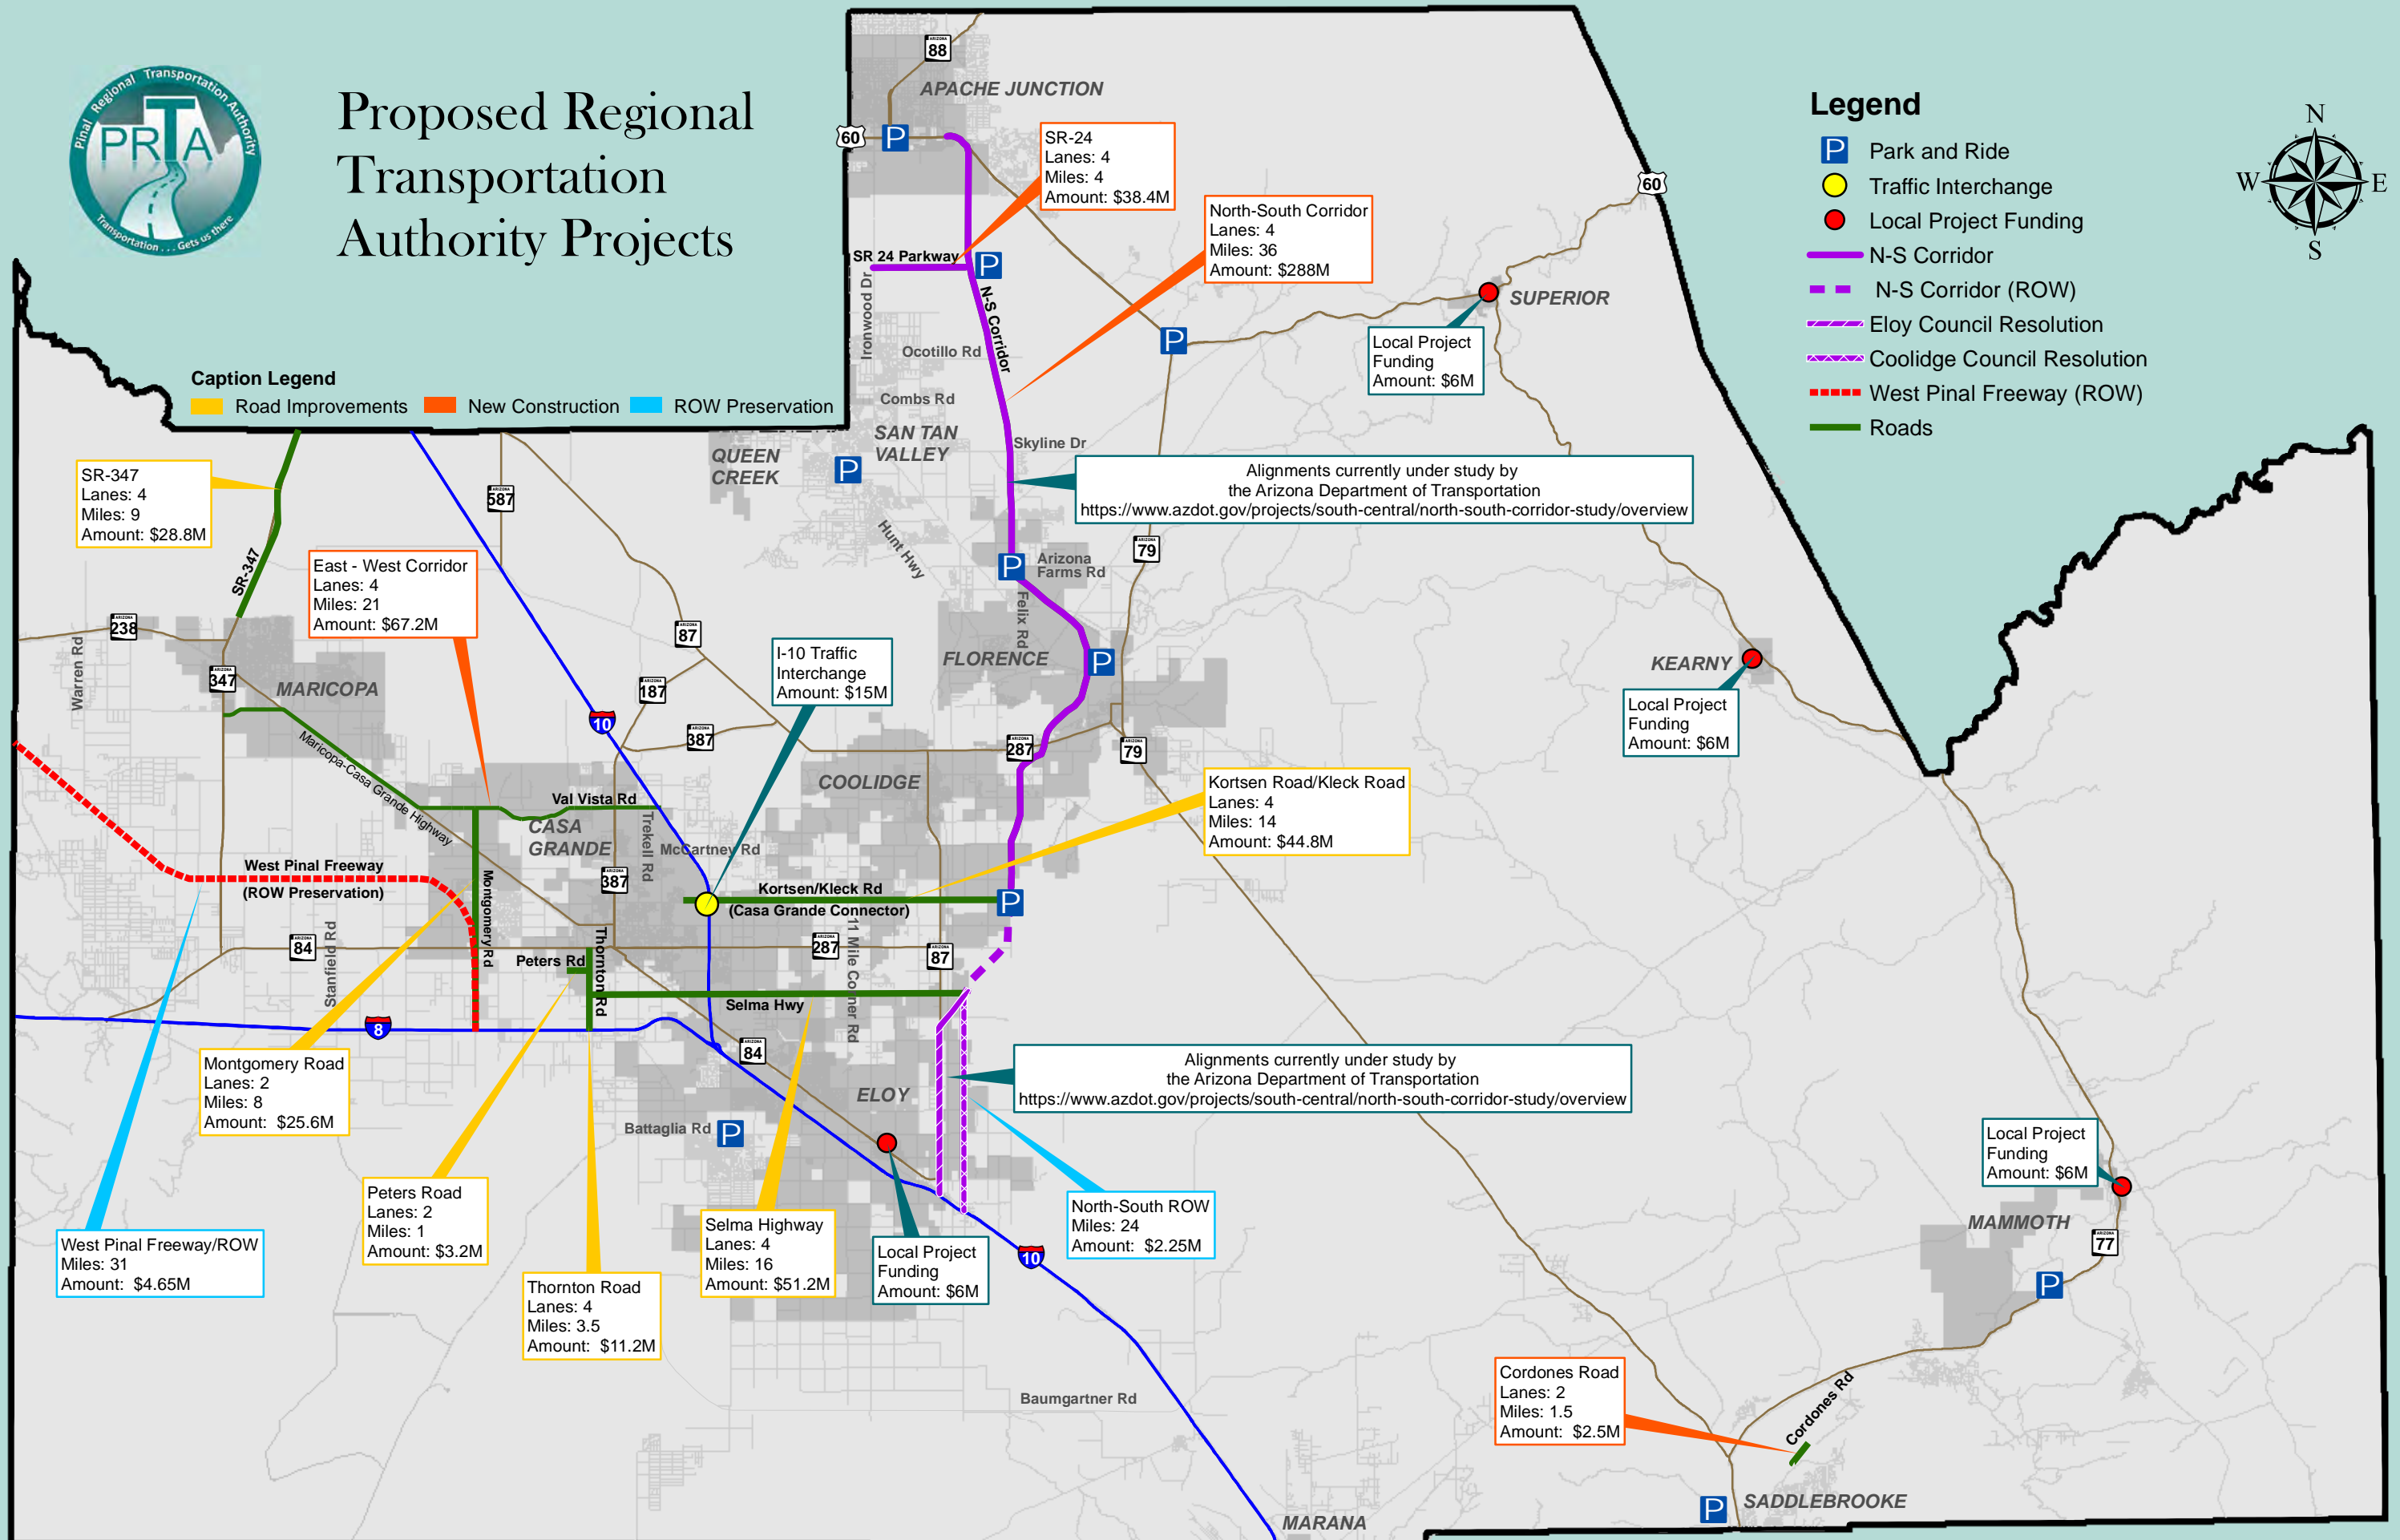 Pinal Regional Transportation Authority
PRTA
Transportation . . . Gets us there
Proposed Regional
Transportation
Authority Projects
Legend
P
Park and Ride
Traffic Interchange
Local Project Funding
N-S Corridor
N-S Corridor (ROW)
Eloy Council Resolution
Coolidge Council Resolution
West Pinal Freeway (ROW)
Roads
N
W
E
S
Caption Legend
Road Improvements
New Construction
ROW Preservation
ARIZONA
88
APACHE JUNCTION
60
P
SR-24
Lanes: 4
Miles: 4
Amount: $38.4M
North-South Corridor
Lanes: 4
Miles: 36
Amount: $288M
60
SR 24 Parkway
P
Ironwood Dr
N-S Corridor
SUPERIOR
Local Project
Funding
Amount: $6M
P
Ocotillo Rd
Combs Rd
SAN TAN
VALLEY
Skyline Dr
QUEEN
CREEK
P
Alignments currently under study by
the Arizona Department of Transportation
https://www.azdot.gov/projects/south-central/north-south-corridor-study/overview
SR-347
Lanes: 4
Miles: 9
Amount: $28.8M
ARIZONA
587
SR-347
Hunt Hwy
P
Arizona
Farms Rd
ARIZONA
79
East - West Corridor
Lanes: 4
Miles: 21
Amount: $67.2M
Felix Rd
ARIZONA
238
Warren Rd
ARIZONA
87
I-10 Traffic
Interchange
Amount: $15M
FLORENCE
P
KEARNY
Local Project
Funding
Amount: $6M
ARIZONA
347
MARICOPA
ARIZONA
187
10
ARIZONA
387
ARIZONA
287
ARIZONA
79
Maricopa-Casa Grande Highway
COOLIDGE
Kortsen Road/Kleck Road
Lanes: 4
Miles: 14
Amount: $44.8M
Val Vista Rd
CASA
GRANDE
Trekell Rd
McCartney Rd
West Pinal Freeway
(ROW Preservation)
Montgomery Rd
ARIZONA
387
Kortsen/Kleck Rd
(Casa Grande Connector)
P
ARIZONA
84
Stanfield Rd
Thornton Rd
Peters Rd
ARIZONA
287
11 Mile Corner Rd
ARIZONA
87
Selma Hwy
8
ARIZONA
84
Montgomery Road
Lanes: 2
Miles: 8
Amount: $25.6M
ELOY
Alignments currently under study by
the Arizona Department of Transportation
https://www.azdot.gov/projects/south-central/north-south-corridor-study/overview
Battaglia Rd
P
Local Project
Funding
Amount: $6M
Peters Road
Lanes: 2
Miles: 1
Amount: $3.2M
North-South ROW
Miles: 24
Amount: $2.25M
Selma Highway
Lanes: 4
Miles: 16
Amount: $51.2M
West Pinal Freeway/ROW
Miles: 31
Amount: $4.65M
Local Project
Funding
Amount: $6M
10
MAMMOTH
ARIZONA
77
P
Thornton Road
Lanes: 4
Miles: 3.5
Amount: $11.2M
Cordones Road
Lanes: 2
Miles: 1.5
Amount: $2.5M
Baumgartner Rd
Cordones Rd
P
SADDLEBROOKE
MARANA